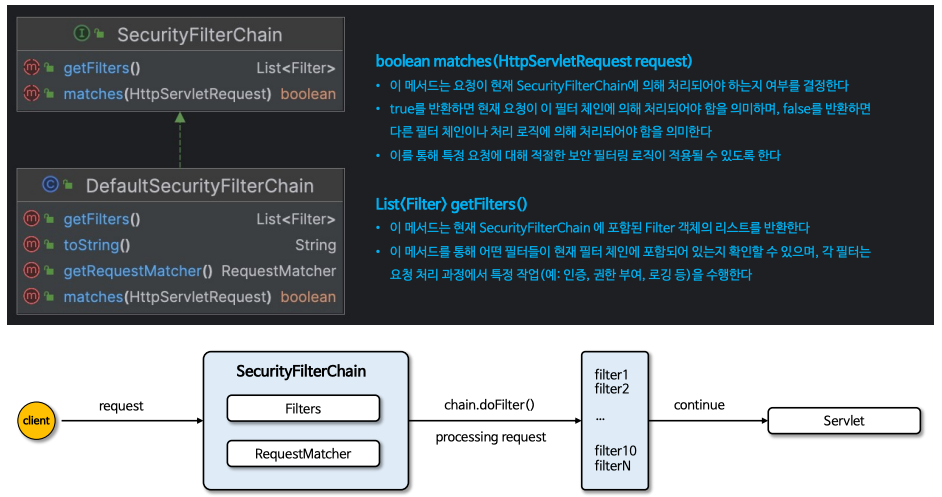 SecurityFilterChain
getFilters() List<Filter>
matches(HttpServletRequest) boolean
DefaultSecurityFilterChain
getFilters() List<Filter>
toString() String
getRequestMatcher() RequestMatcher
matches(HttpServletRequest) boolean
boolean matches(HttpServletRequest request)
• 이 메서드는 요청이 현재 SecurityFilterChain에 의해 처리되어야 하는지 여부를 결정한다
• true를 반환하면 현재 요청이 이 필터 체인에 의해 처리되어야 함을 의미하며, false를 반환하면
다른 필터 체인이나 처리 로직에 의해 처리되어야 함을 의미한다
• 이를 통해 특정 요청에 대해 적절한 보안 필터링 로직이 적용될 수 있도록 한다
List<Filter> getFilters()
• 이 메서드는 현재 SecurityFilterChain 에 포함된 Filter 객체의 리스트를 반환한다
• 이 메서드를 통해 어떤 필터들이 현재 필터 체인에 포함되어 있는지 확인할 수 있으며, 각 필터는
요청 처리 과정에서 특정 작업(예: 인증, 권한 부여, 로깅 등)을 수행한다
client
request
SecurityFilterChain
Filters
RequestMatcher
chain.doFilter()
processing request
filter1
filter2
...
filter10
filterN
continue
Servlet